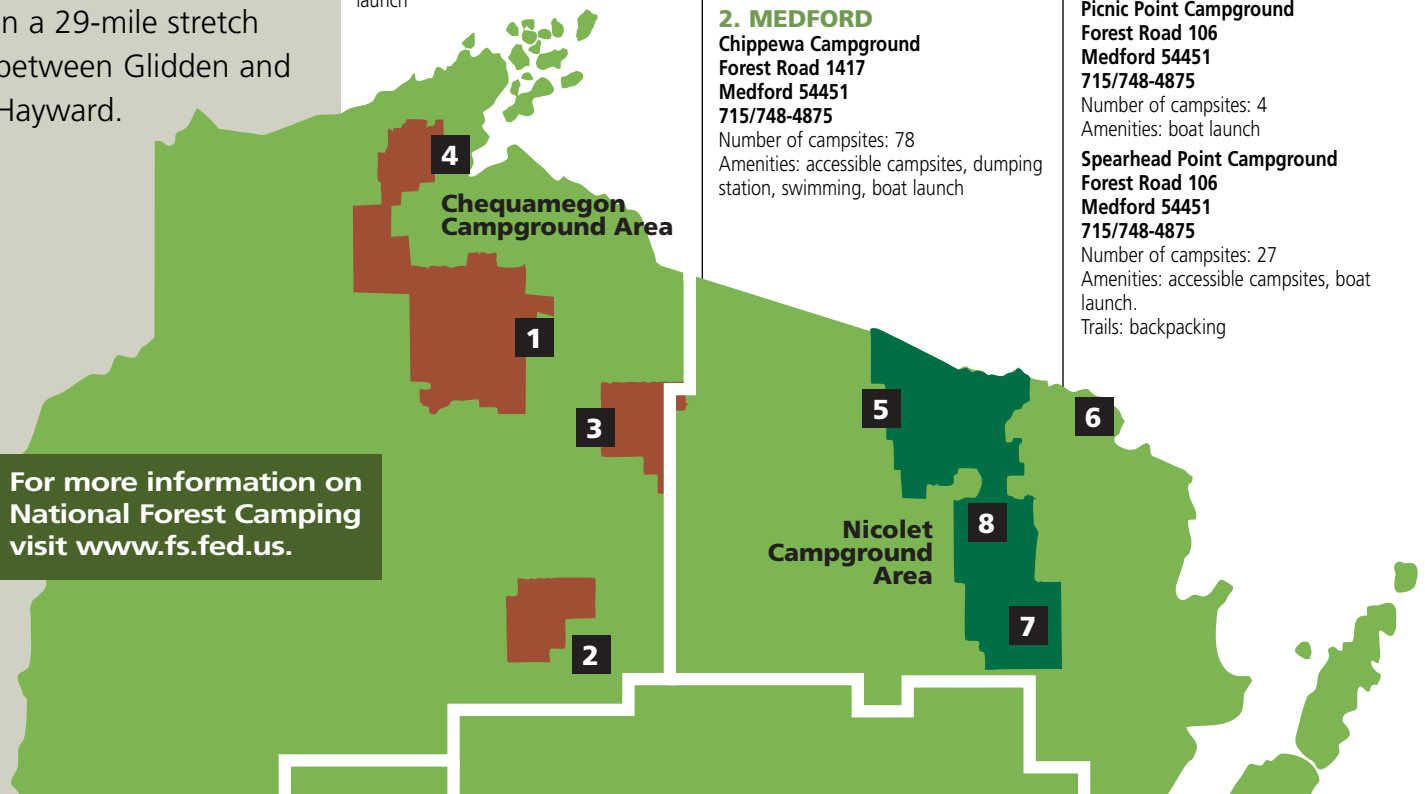 n a 29-mile stretch
between Glidden and
Hayward.
launch
2. MEDFORD
Chippewa Campground
Forest Road 1417
Medford 54451
715/748-4875
Number of campsites: 78
Amenities: accessible campsites, dumping
station, swimming, boat launch
Picnic Point Campground
Forest Road 106
Medford 54451
715/748-4875
Number of campsites: 4
Amenities: boat launch
Spearhead Point Campground
Forest Road 106
Medford 54451
715/748-4875
Number of campsites: 27
Amenities: accessible campsites, boat
launch.
Trails: backpacking
4
Chequamegon
Campground Area
1
3
5
6
For more information on
National Forest Camping
visit www.fs.fed.us.
8
Nicolet
Campground
Area
7
2